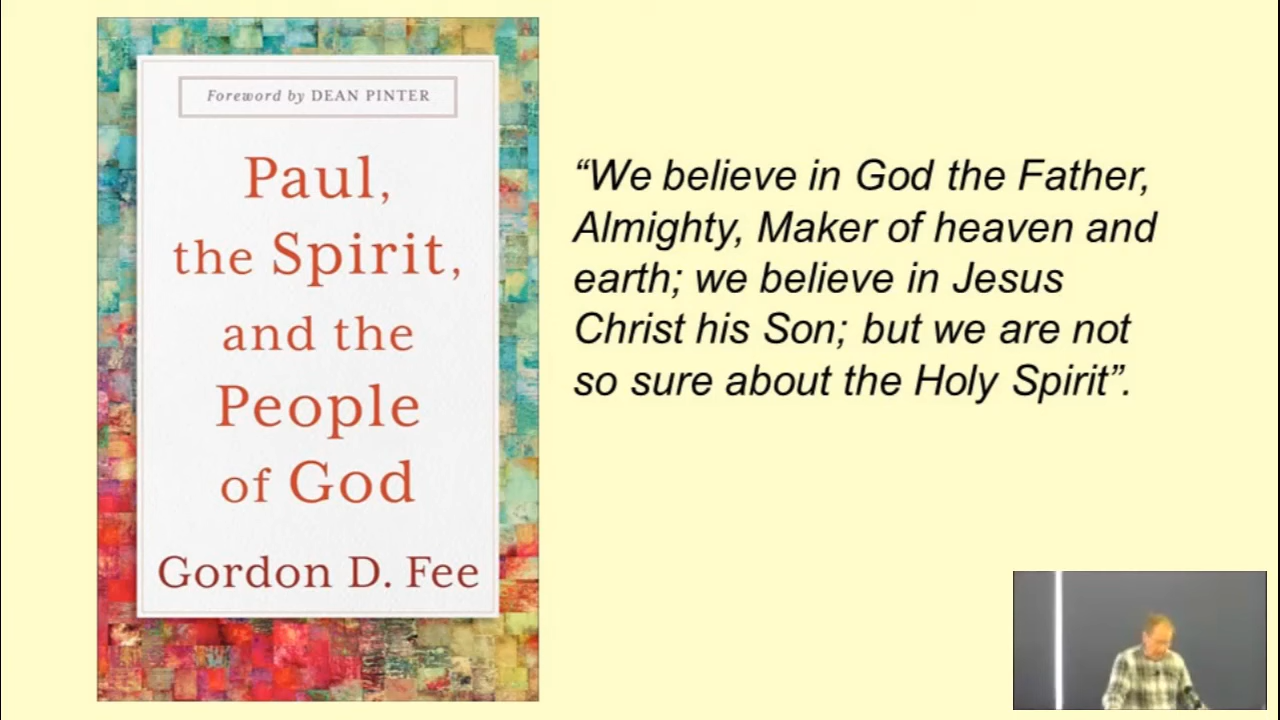 Foreword by DEAN PINTER
Paul,
the Spirit,
and the
People
of God
Gordon D. Fee
“We believe in God the Father,
Almighty, Maker of heaven and
earth; we believe in Jesus
Christ his Son; but we are not
so sure about the Holy Spirit”.